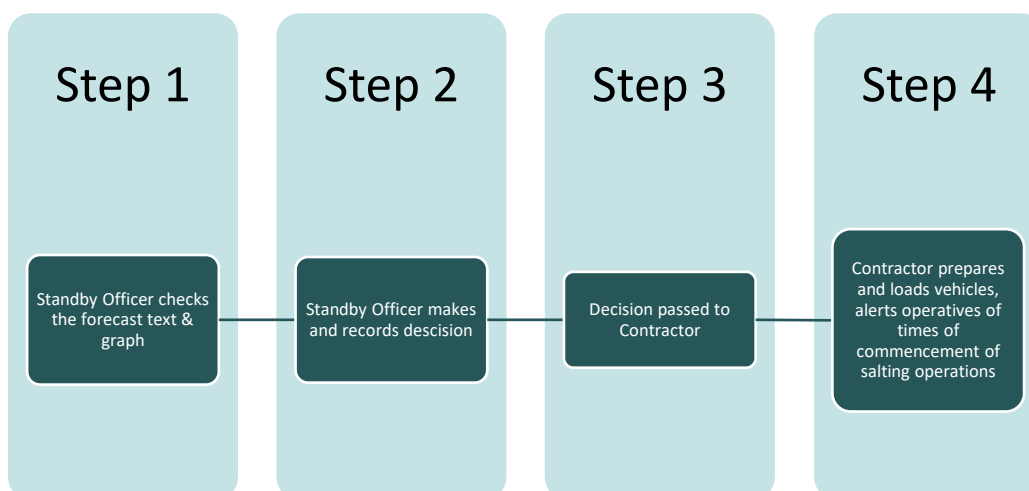 Step 1
Standby Officer checks
the forecast text &
graph
Step 2
Standby Officer makes
and records descision
Step 3
Decision passed to
Contractor
Step 4
Contractor prepares
and loads vehicles,
alerts operatives of
times of
commencement of
salting operations